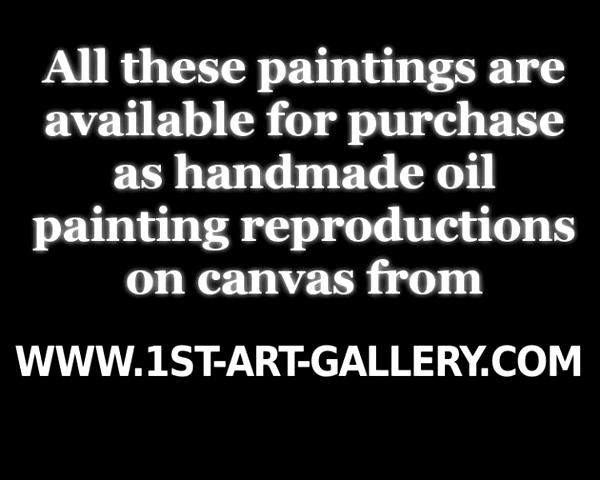 All these paintings are
available for purchase
as handmade oil
painting reproductions
on canvas from
WWW.1ST-ART-GALLERY.COM